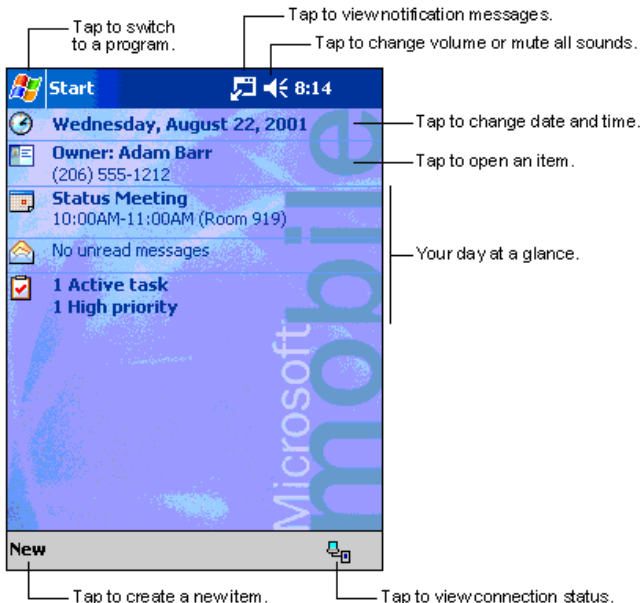 Tap to view notification messages.
Tap to switch
to a program.
Tap to change volume or mute all sounds.
Start
8:14
Wednesday, August 22, 2001
Tap to change date and time.
Owner: Adam Barr
(206) 555-1212
Tap to open an item.
Status Meeting
10:00AM-11:00AM (Room 919)
No unread messages
Your day at a glance.
1 Active task
1 High priority
Microsoft
mobile
New
Tap to create a new item.
Tap to view connection status.